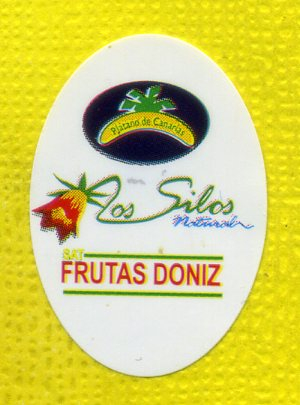 Plátano de Canarias
Los Silos
Natural
SAT
FRUTAS DONIZ